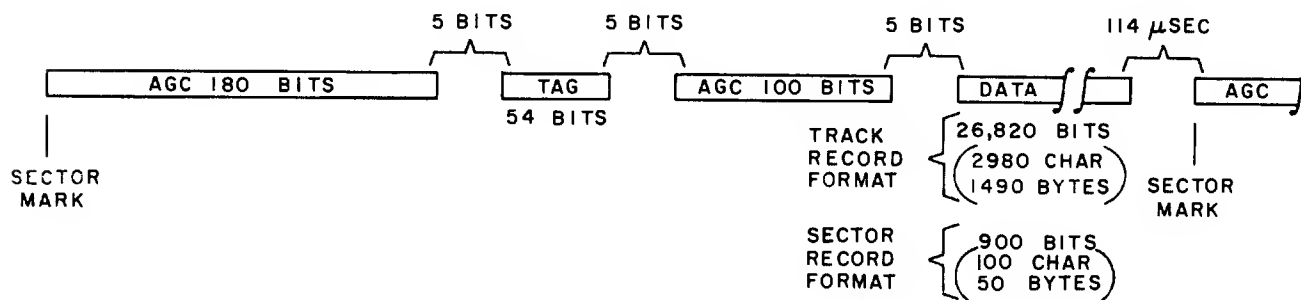 5 BITS
5 BITS
5 BITS
114 μSEC
AGC 180 BITS
TAG
AGC 100 BITS
DATA
AGC
54 BITS
SECTOR
MARK
TRACK
RECORD
FORMAT
26,820 BITS
(2980 CHAR
1490 BYTES)
SECTOR
MARK
SECTOR
RECORD
FORMAT
900 BITS
(100 CHAR
50 BYTES)